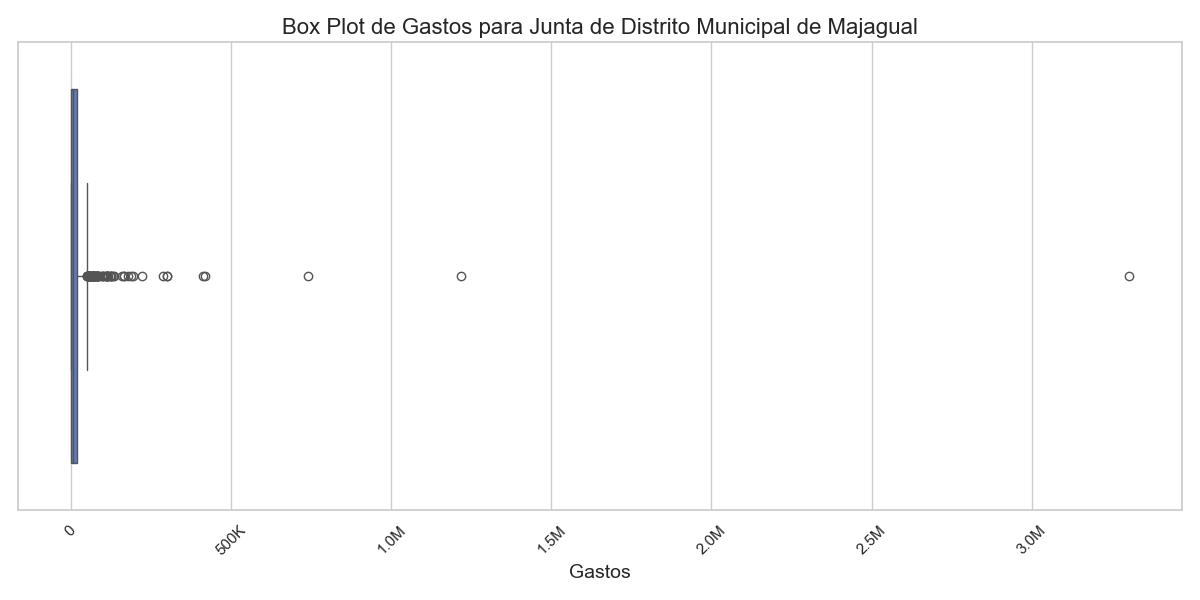 Box Plot de Gastos para Junta de Distrito Municipal de Majagual
0
500K
1.0M
1.5M
2.0M
2.5M
3.0M
Gastos